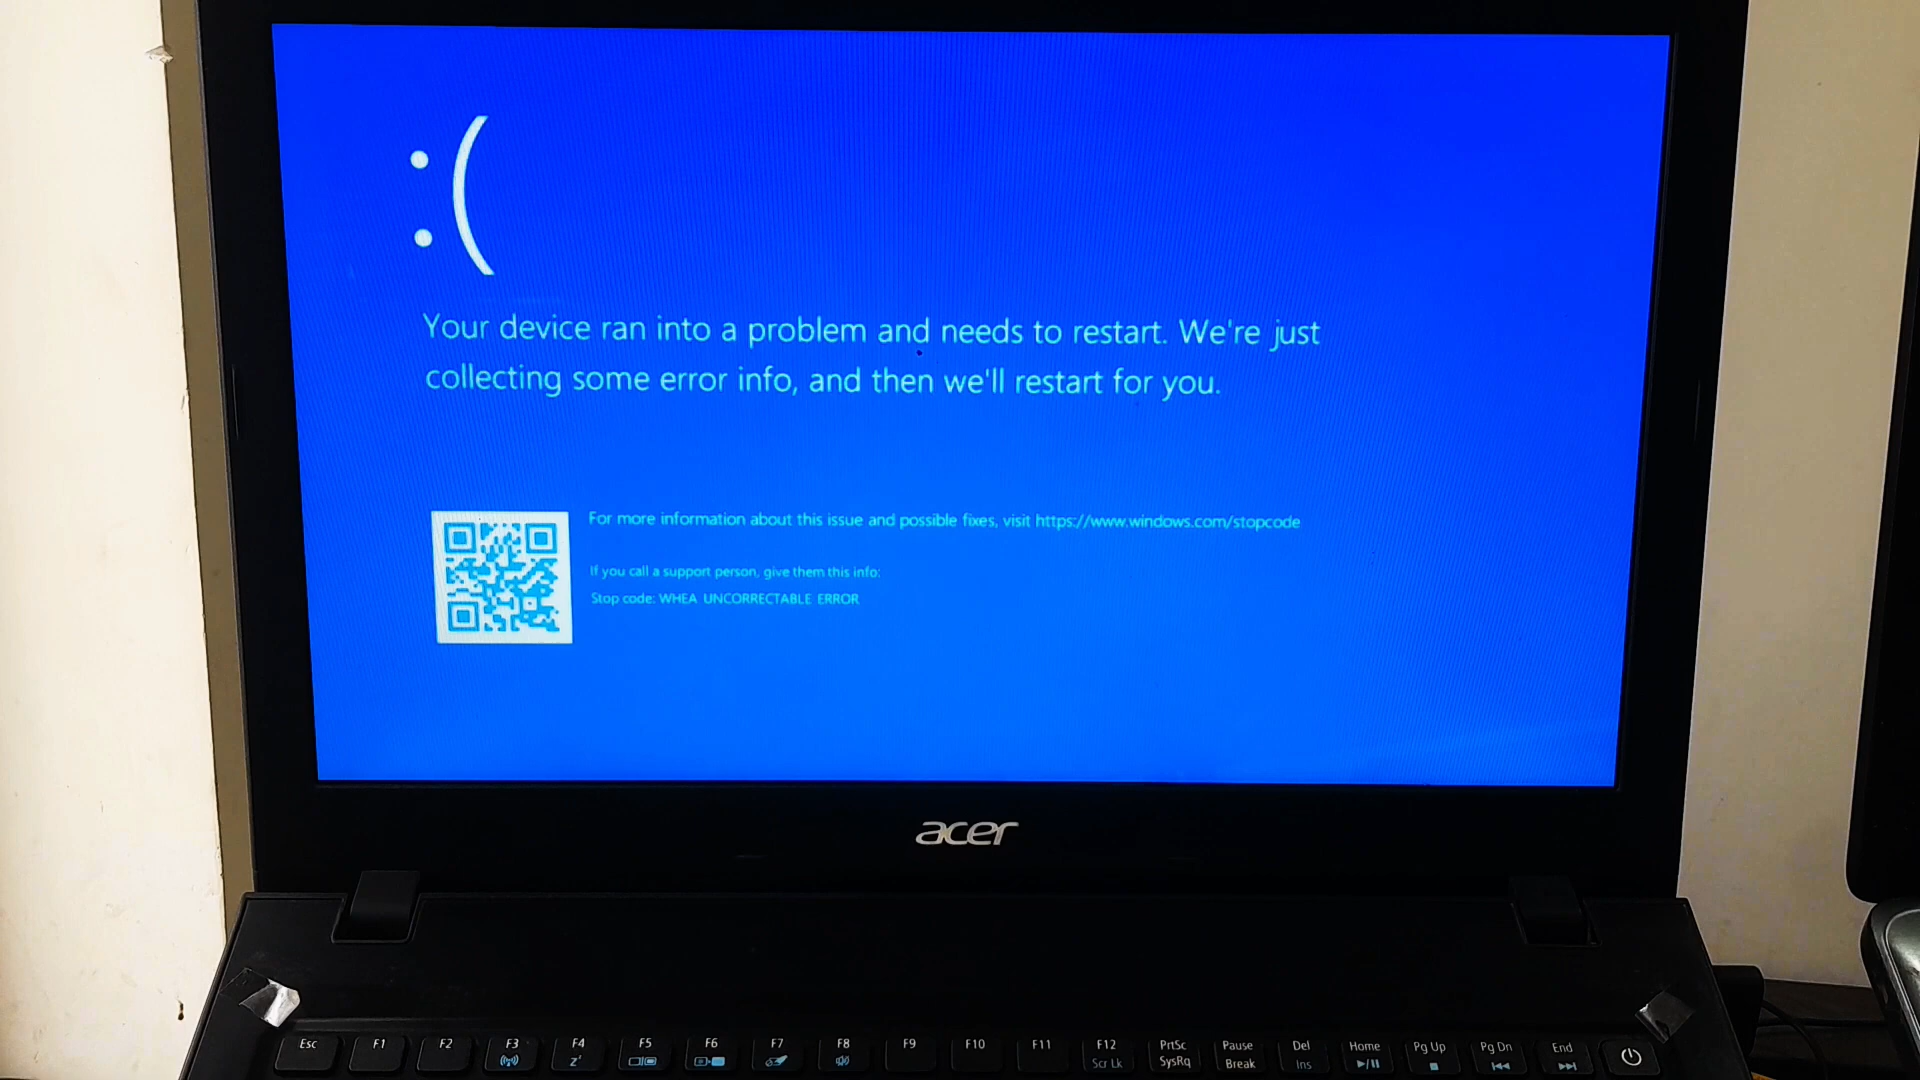 :(
Your device ran into a problem and needs to restart. We're just
collecting some error info, and then we'll restart for you.
For more information about this issue and possible fixes, visit https://www.windows.com/stopcode
If you call a support person, give them this info:
Stop code: WHEA UNCORRECTABLE ERROR
acer
Esc F1 F2 F3 F4 F5 F6 F7 F8 F9 F10 F11 F12 PrtSc Pause Del Home Pg Up Pg Dn End
z Scr Lk SysRq Break Ins